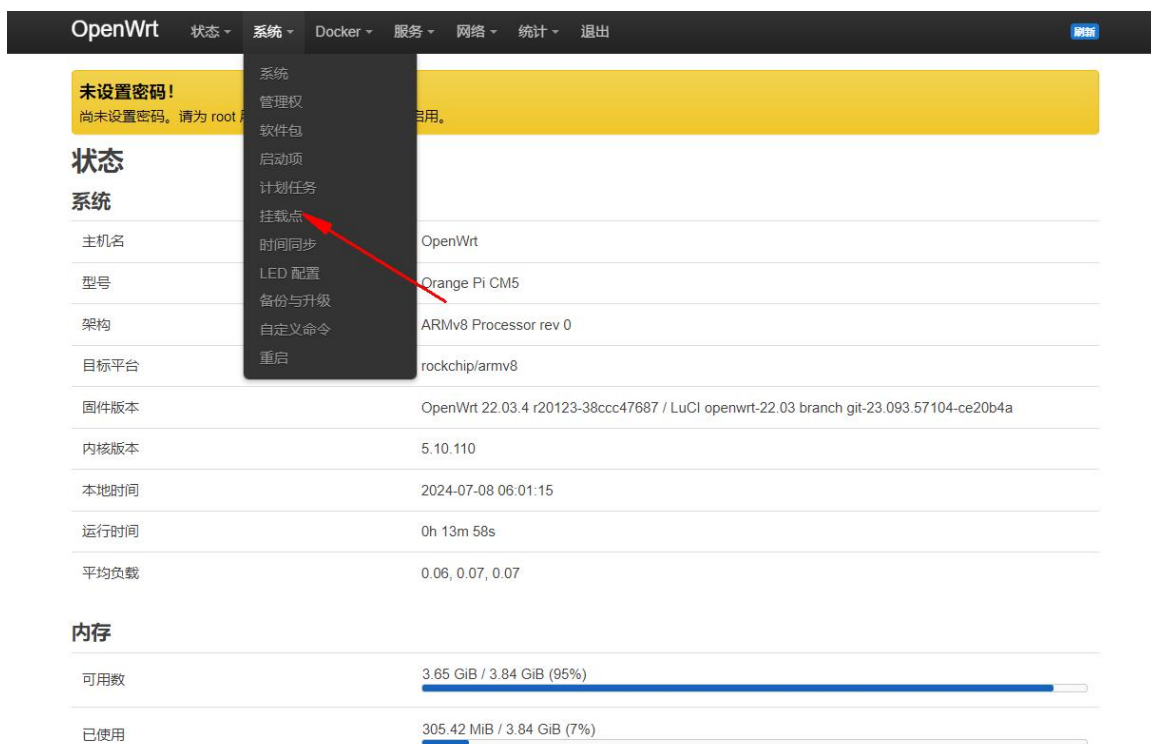 OpenWrt 状态 系统 Docker 服务 网络 统计 退出 刷新
系统
管理权
软件包
启动项
计划任务
挂载点
时间同步
LED 配置
备份与升级
自定义命令
重启
未设置密码!
尚未设置密码。请为 root 启用。
状态
系统
主机名 OpenWrt
型号 Orange Pi CM5
架构 ARMv8 Processor rev 0
目标平台 rockchip/armv8
固件版本 OpenWrt 22.03.4 r20123-38ccc47687 / LuCI openwrt-22.03 branch git-23.093.57104-ce20b4a
内核版本 5.10.110
本地时间 2024-07-08 06:01:15
运行时间 0h 13m 58s
平均负载 0.06, 0.07, 0.07
内存
可用数 3.65 GiB / 3.84 GiB (95%)
已使用 305.42 MiB / 3.84 GiB (7%)